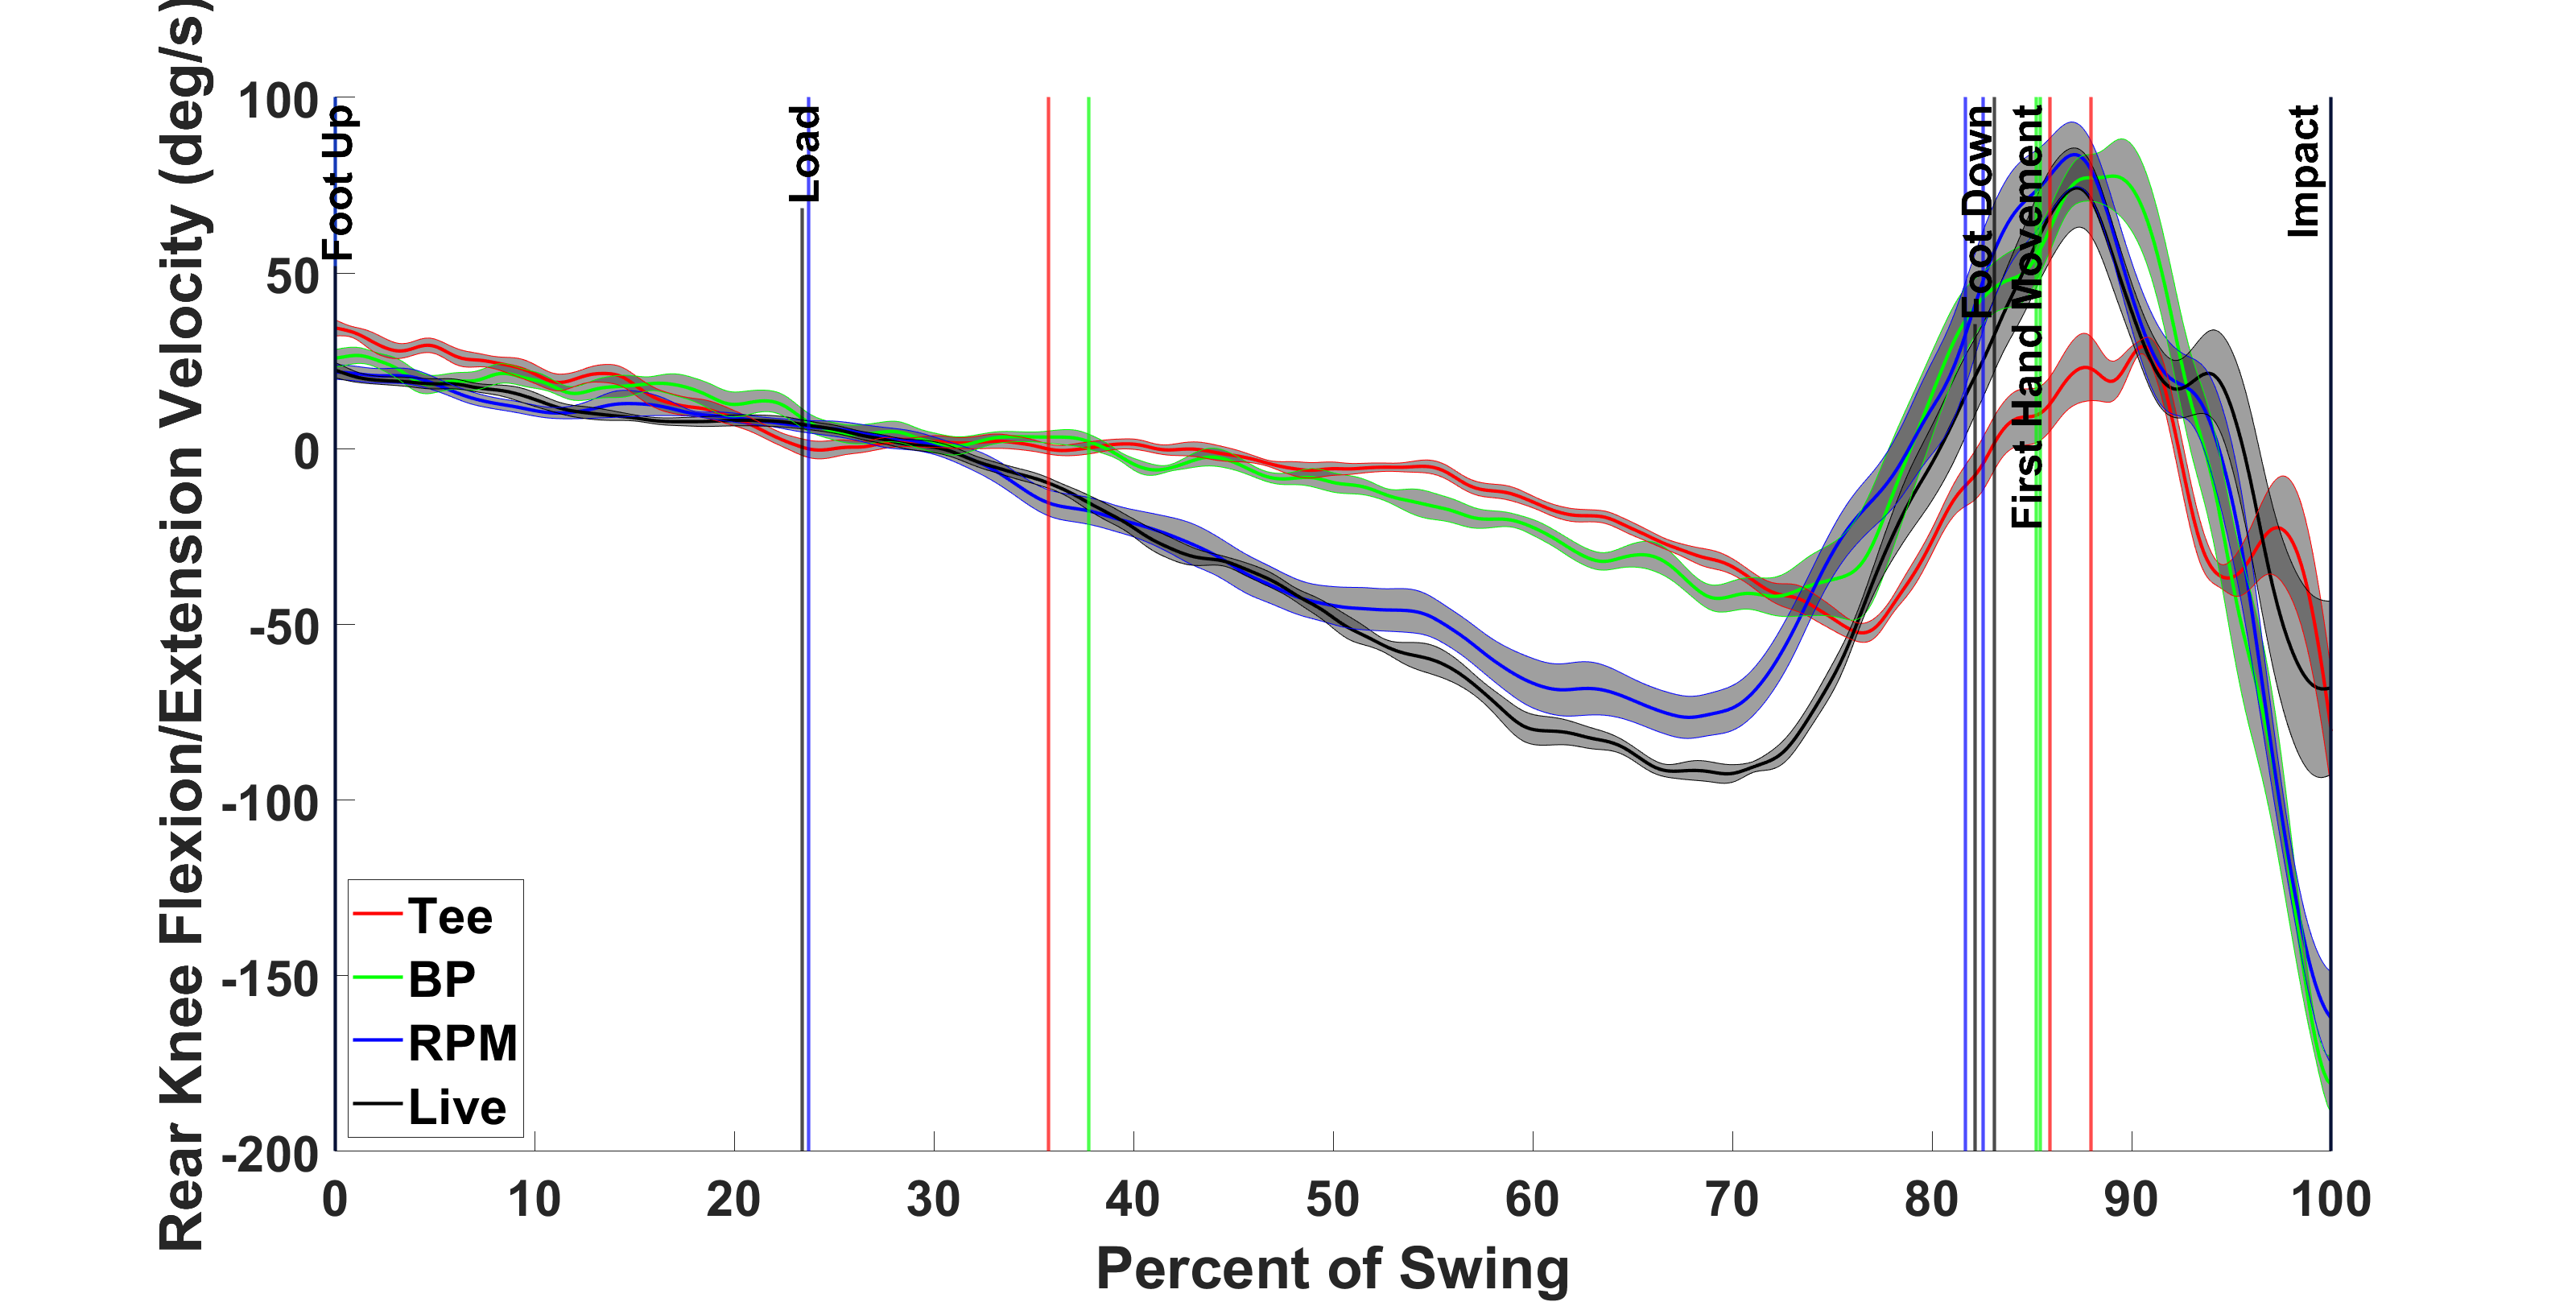 Rear Knee Flexion/Extension Velocity (deg/s)
100
50
0
-50
-100
-150
-200
Foot Up
Load
Foot Down
First Hand Movement
Impact
Tee
BP
RPM
Live
0 10 20 30 40 50 60 70 80 90 100
Percent of Swing